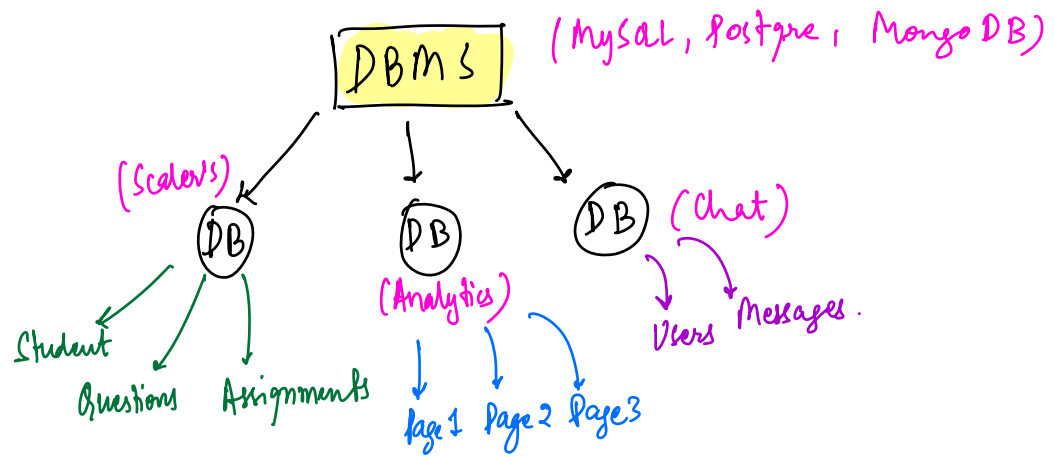 DBMS
(MySQL, Postgre, MongoDB)
(Scaler's)
DB
DB
DB
(Chat)
(Analytics)
Users
Messages.
Student
Questions
Assignments
Page 1
Page 2
Page 3